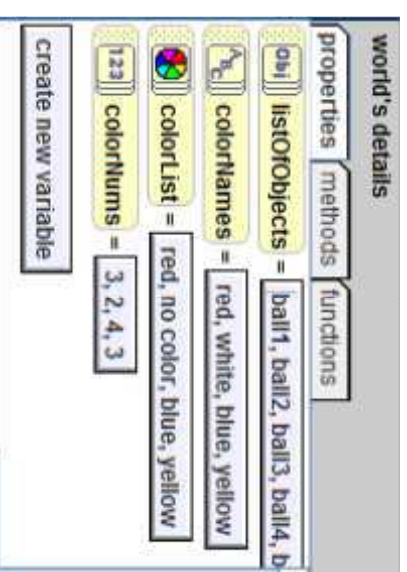 world's details
properties methods functions
Obj listOfObjects = ball1, ball2, ball3, ball4, b
ABC colorNames = red, white, blue, yellow
colorList = red, no color, blue, yellow
123 colorNums = 3, 2, 4, 3
create new variable